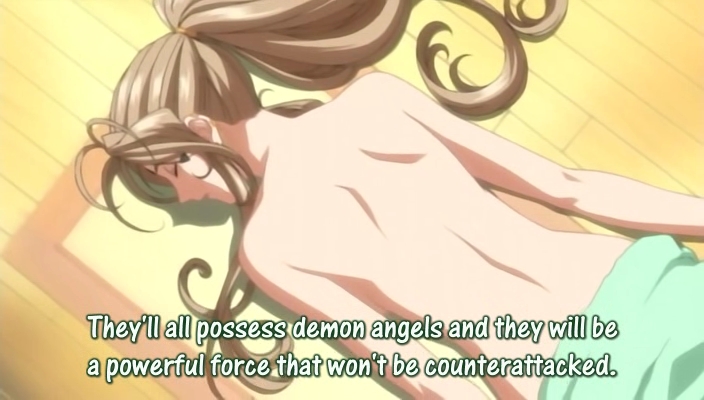 They'll all possess demon angels and they will be
a powerful force that won't be counterattacked.